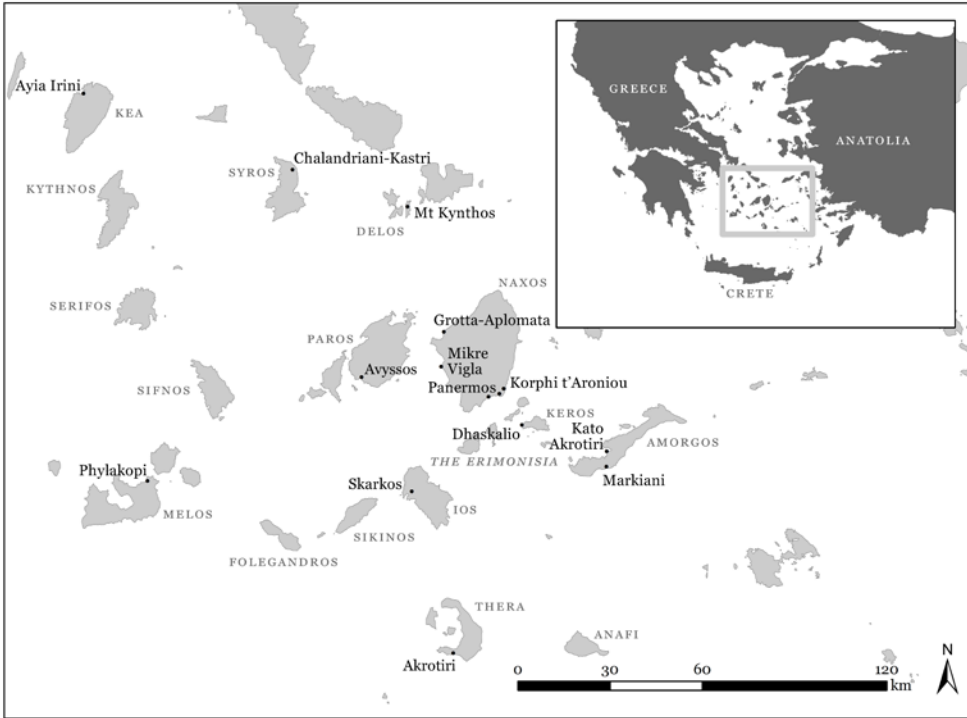 GREECE
ANATOLIA
CRETE
Ayia Irini
KEA
Chalandriani-Kastri
SYROS
KYTHNOS
Mt Kynthos
DELOS
NAXOS
SERIFOS
Grotta-Aplomata
PAROS
Mikre
Vigla
Avyssos
Panermos
Korphi t’Aroniou
SIFNOS
KEROS
Dhaskalio
Kato
Akrotiri
AMORGOS
THE ERIMONISIA
Phylakopi
Markiani
Skarkos
MELOS
IOS
SIKINOS
FOLEGANDROS
THERA
ANAFI
Akrotiri
N
0 30 60 120
km